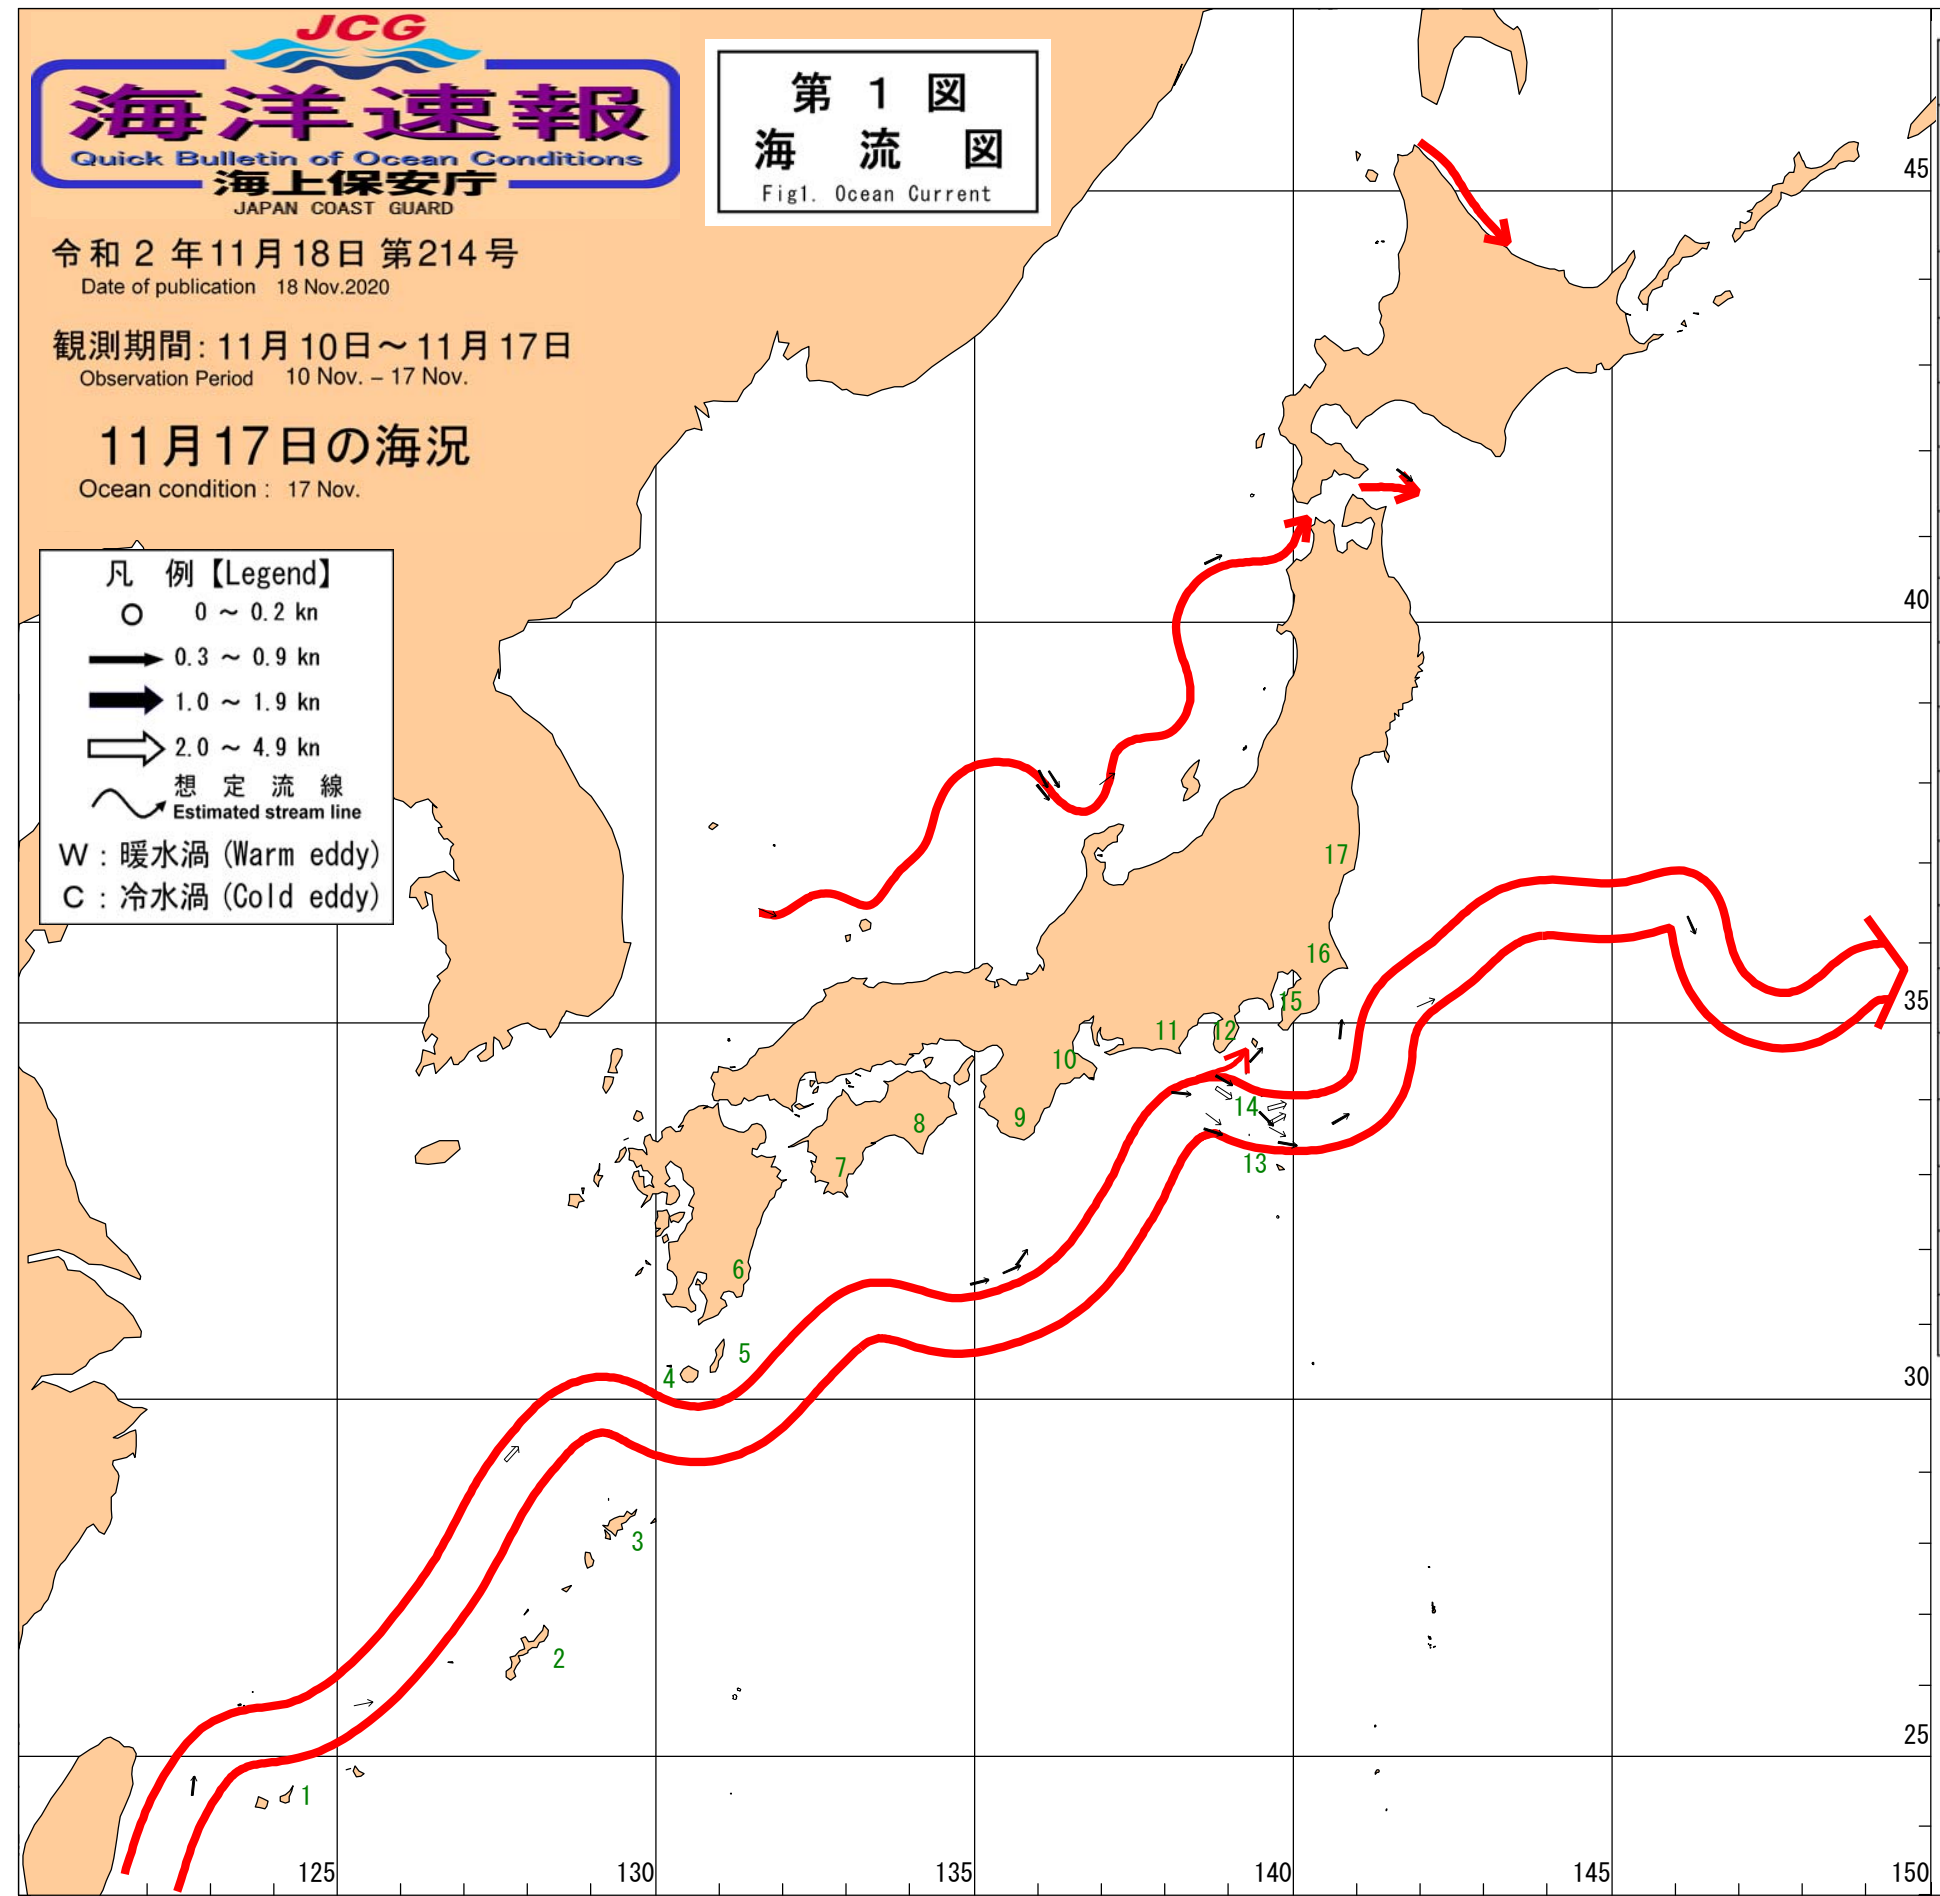 JCG
海洋速報
Quick Bulletin of Ocean Conditions
海上保安庁
JAPAN COAST GUARD
第 1 図
海 流 図
Fig1. Ocean Current
令和 2 年11月18日 第214号
Date of publication 18 Nov.2020
観測期間: 11月10日～11月17日
Observation Period 10 Nov. – 17 Nov.
11月17日の海況
Ocean condition : 17 Nov.
凡 例【Legend】
0 ～ 0.2 kn
0.3 ～ 0.9 kn
1.0 ～ 1.9 kn
2.0 ～ 4.9 kn
想 定 流 線
Estimated stream line
W : 暖水渦 (Warm eddy)
C : 冷水渦 (Cold eddy)
45
40
35
30
25
17
16
15
12
11
10
14
9
8
13
7
6
5
4
3
2
1
125
130
135
140
145
150